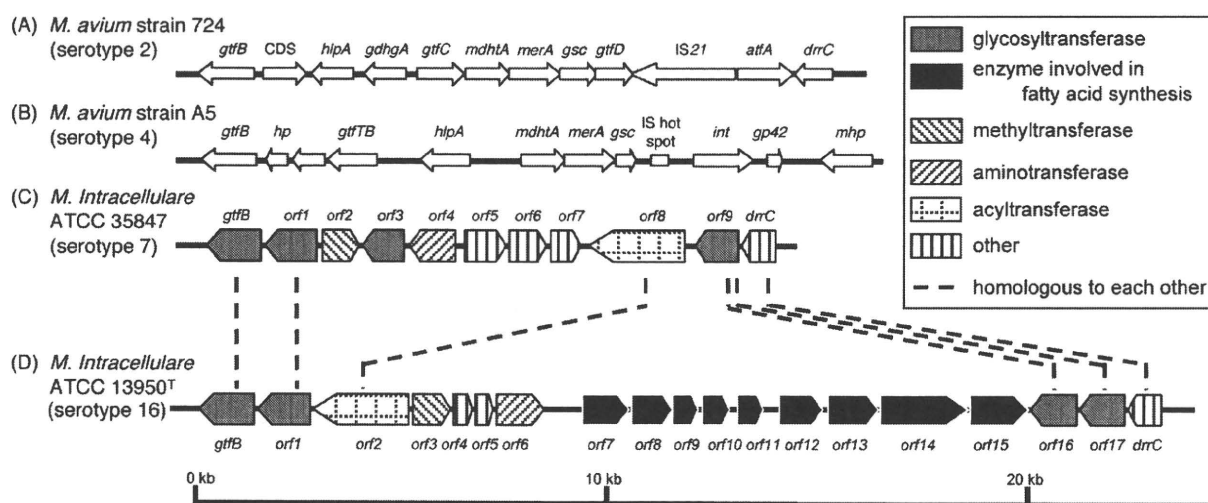 (A) M. avium strain 724
(serotype 2)
gtfB CDS hlpA gdhgA gtfC mdhtA merA gsc gtfD IS21 atfA drrC
(B) M. avium strain A5
(serotype 4)
gtfB hp gtfTB hlpA mdhtA merA gsc IS hot spot int gp42 mhp
(C) M. Intracellulare
ATCC 35847
(serotype 7)
gtfB orf1 orf2 orf3 orf4 orf5 orf6 orf7 orf8 orf9 drrC
(D) M. Intracellulare
ATCC 13950ᵀ
(serotype 16)
gtfB orf1 orf2 orf3 orf4 orf5 orf6 orf7 orf8 orf9 orf10 orf11 orf12 orf13 orf14 orf15 orf16 orf17 drrC
0 kb 10 kb 20 kb
glycosyltransferase
enzyme involved in
fatty acid synthesis
methyltransferase
aminotransferase
acyltransferase
other
homologous to each other